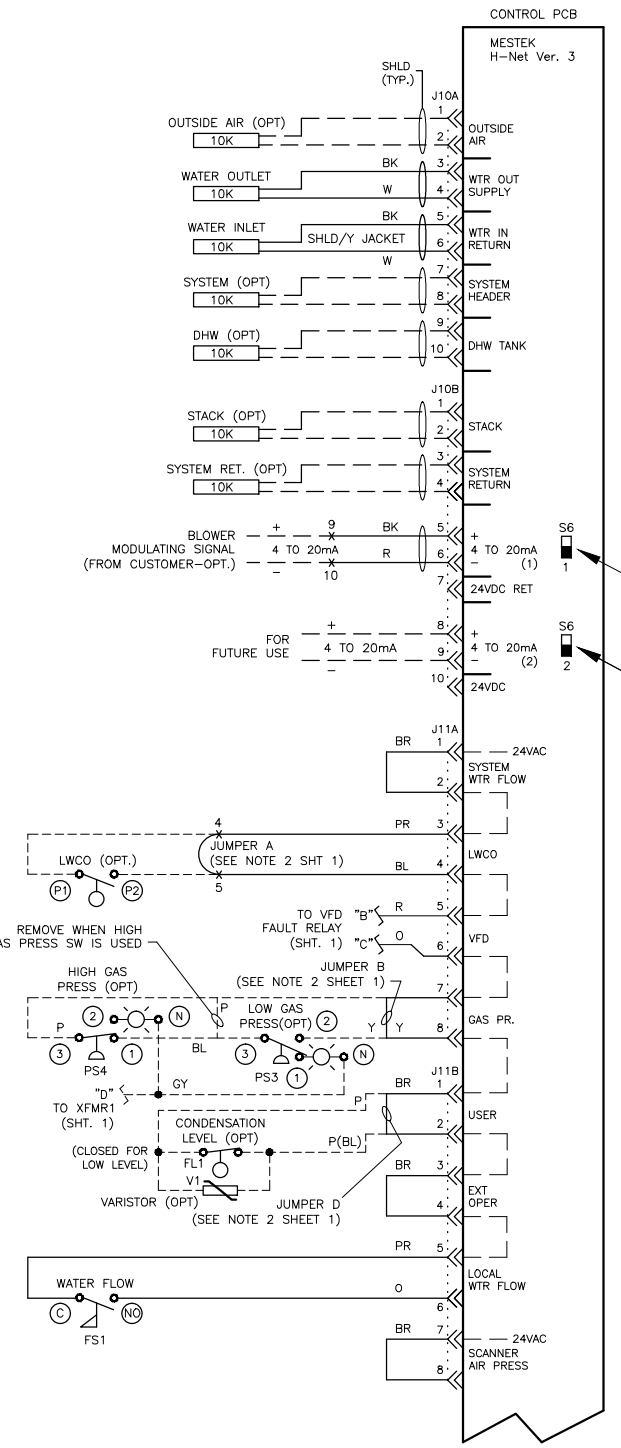 CONTROL PCB
MESTEK
H-Net Ver. 3
SHLD
(TYP.)
J10A
1
OUTSIDE AIR (OPT)
10K
2
OUTSIDE
AIR
BK
3
WATER OUTLET
10K
W
4
WTR OUT
SUPPLY
BK
5
WATER INLET
10K
SHLD/Y JACKET
6
W
WTR IN
RETURN
7
SYSTEM (OPT)
10K
8
SYSTEM
HEADER
9
DHW (OPT)
10K
10
DHW TANK
J10B
1
STACK (OPT)
10K
2
STACK
3
SYSTEM RET. (OPT)
10K
4
SYSTEM
RETURN
BLOWER
MODULATING SIGNAL
(FROM CUSTOMER-OPT.)
+
4 TO 20mA
−
9
10
BK
R
5
6
+
4 TO 20mA
−
(1)
S6
1
7
24VDC RET
FOR
FUTURE USE
+
4 TO 20mA
−
8
9
+
4 TO 20mA
−
(2)
S6
2
10
24VDC
J11A
BR
1
24VAC
2
SYSTEM
WTR FLOW
4
PR
3
JUMPER A
(SEE NOTE 2 SHT 1)
LWCO (OPT.)
P1
P2
5
BL
4
LWCO
TO VFD "B"
FAULT RELAY
(SHT. 1) "C"
R
5
O
6
VFD
REMOVE WHEN HIGH
AS PRESS SW IS USED
JUMPER B
(SEE NOTE 2 SHEET 1)
HIGH GAS
PRESS (OPT)
2
N
P
3
1
PS4
P
BL
LOW GAS
PRESS(OPT)
2
3
1
N
PS3
Y
Y
7
8
GAS PR.
"D"
TO XFMR1
(SHT. 1)
GY
J11B
BR
1
P
USER
CONDENSATION
LEVEL (OPT)
(CLOSED FOR
LOW LEVEL)
FL1
P(BL)
2
V1
VARISTOR (OPT)
JUMPER D
(SEE NOTE 2 SHEET 1)
BR
3
4
EXT
OPER
PR
5
WATER FLOW
C
NO
FS1
O
6
LOCAL
WTR FLOW
BR
7
24VAC
8
SCANNER
AIR PRESS